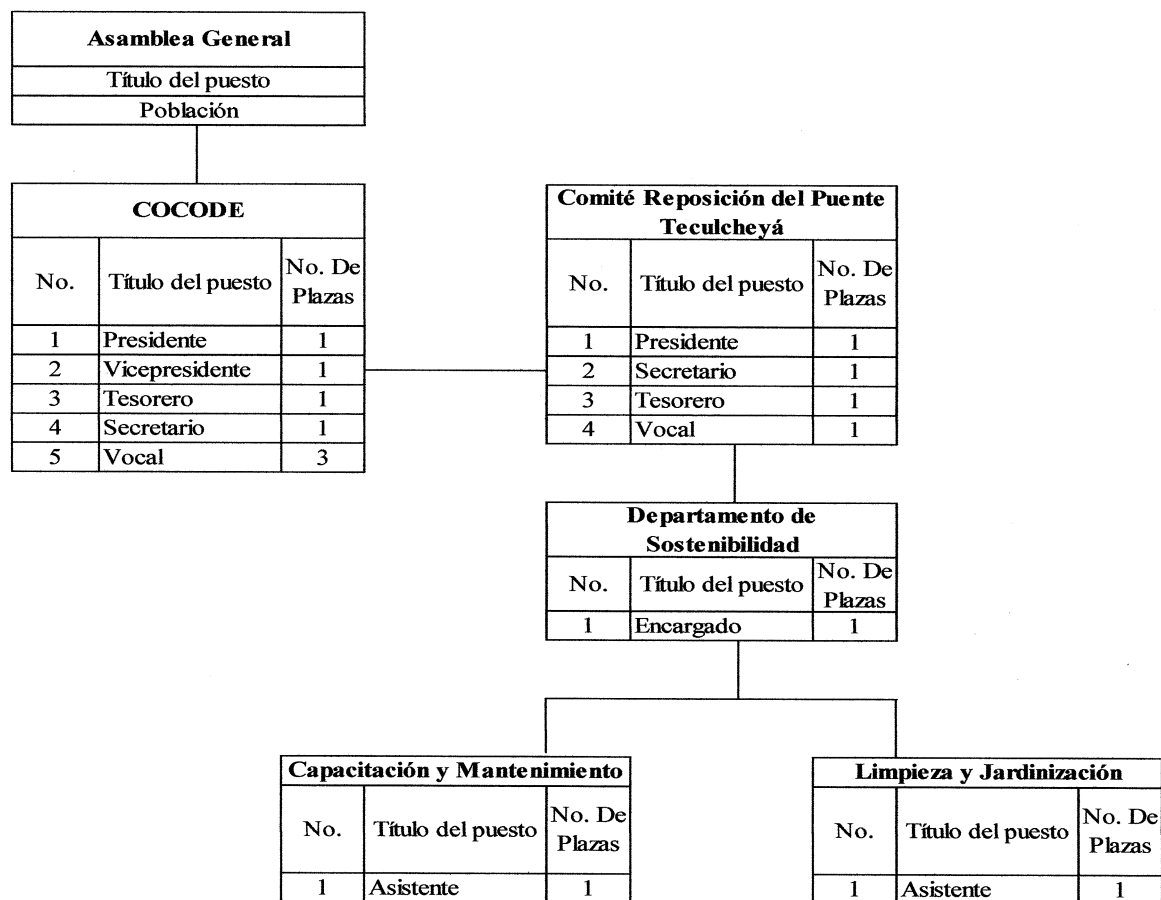 Asamblea General
Título del puesto
Población
COCODE
No. Título del puesto No. De Plazas
1 Presidente 1
2 Vicepresidente 1
3 Tesorero 1
4 Secretario 1
5 Vocal 3
Comité Reposición del Puente
Teculcheyá
No. Título del puesto No. De Plazas
1 Presidente 1
2 Secretario 1
3 Tesorero 1
4 Vocal 1
Departamento de
Sostenibilidad
No. Título del puesto No. De Plazas
1 Encargado 1
Capacitación y Mantenimiento
No. Título del puesto No. De Plazas
1 Asistente 1
Limpieza y Jardinización
No. Título del puesto No. De Plazas
1 Asistente 1